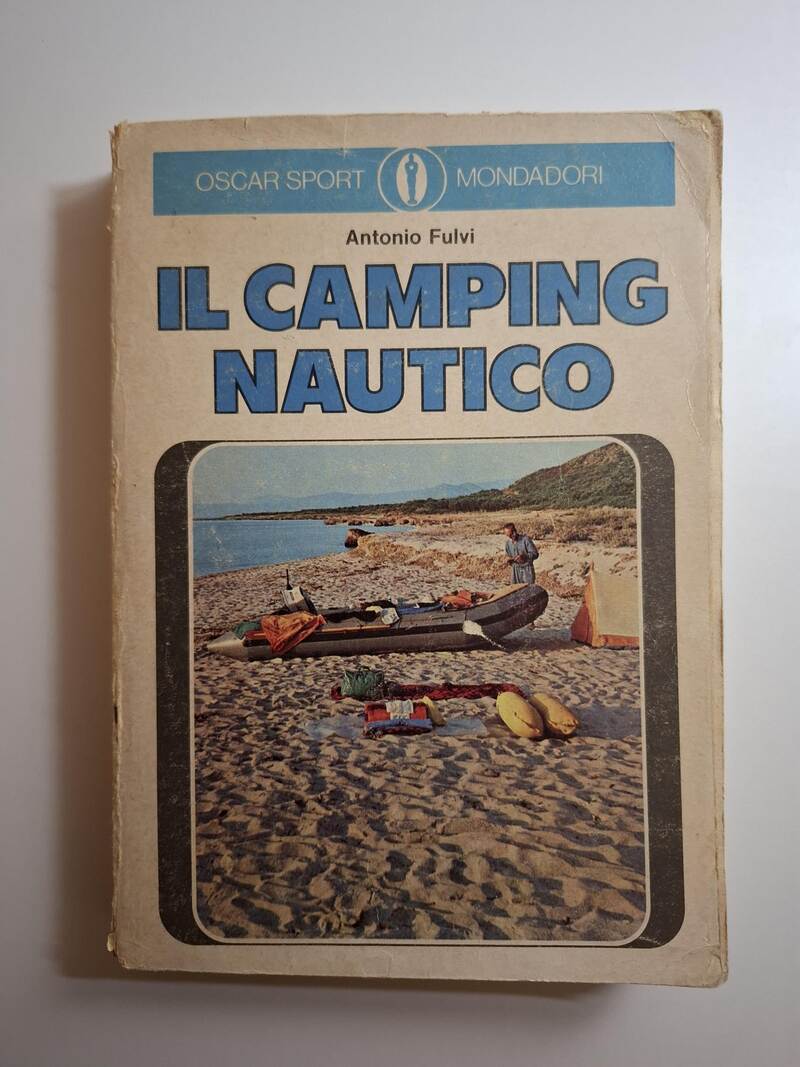 OSCAR SPORT MONDADORI
Antonio Fulvi
IL CAMPING
NAUTICO